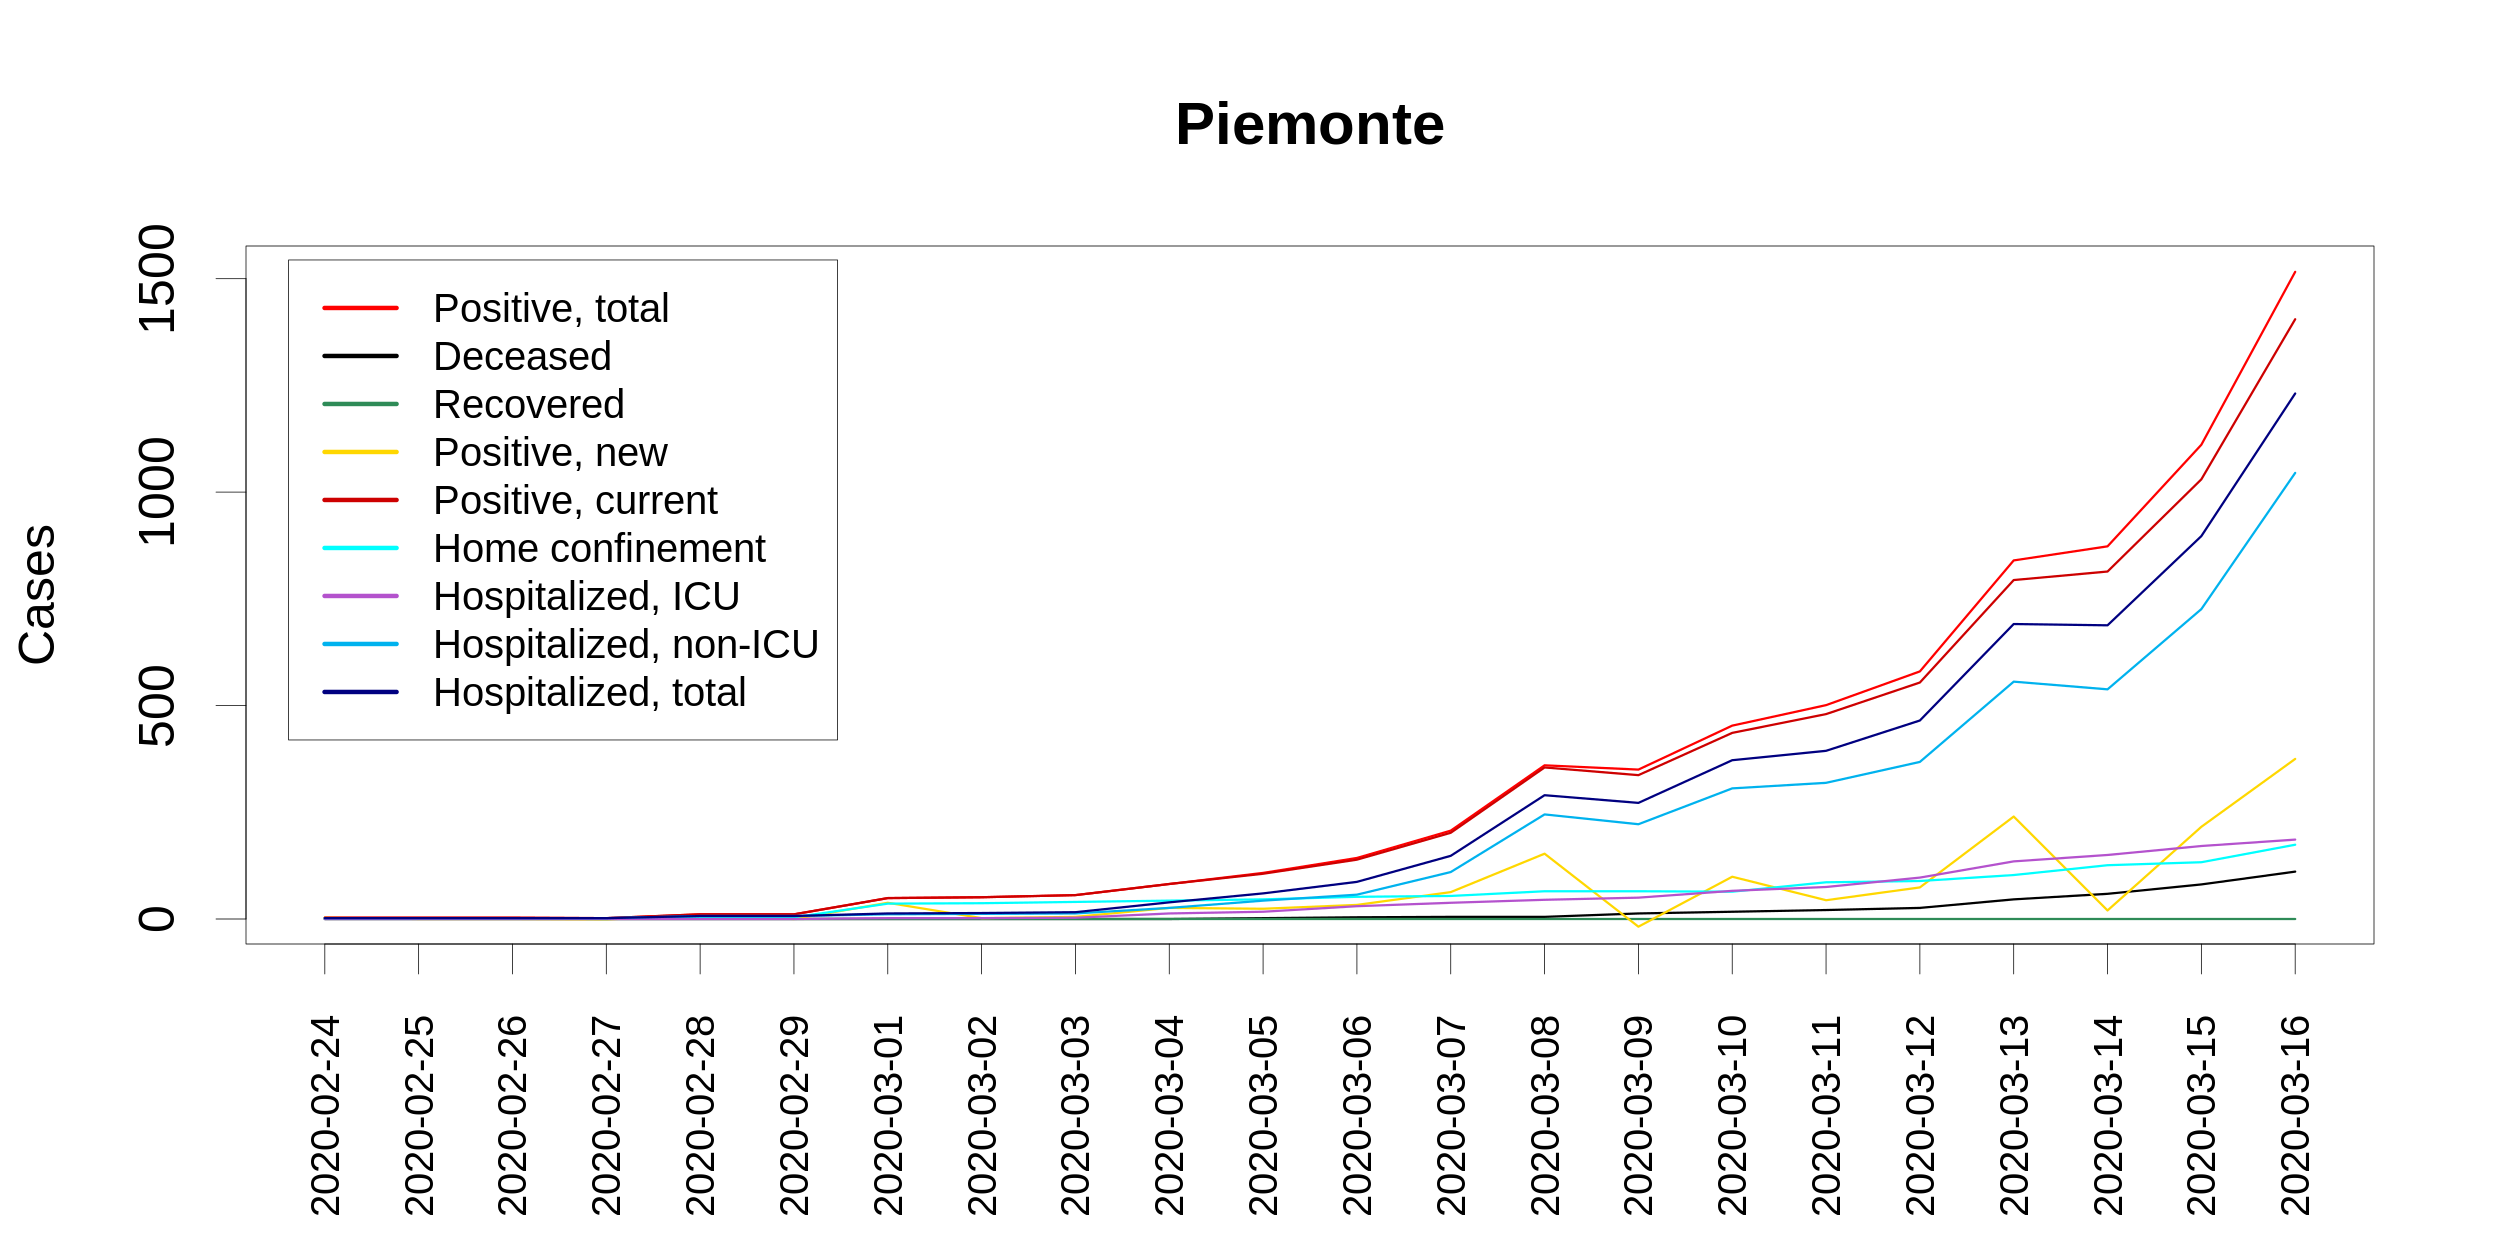 Piemonte
Cases
1500
1000
500
0
Positive, total
Deceased
Recovered
Positive, new
Positive, current
Home confinement
Hospitalized, ICU
Hospitalized, non-ICU
Hospitalized, total
2020-02-24
2020-02-25
2020-02-26
2020-02-27
2020-02-28
2020-02-29
2020-03-01
2020-03-02
2020-03-03
2020-03-04
2020-03-05
2020-03-06
2020-03-07
2020-03-08
2020-03-09
2020-03-10
2020-03-11
2020-03-12
2020-03-13
2020-03-14
2020-03-15
2020-03-16